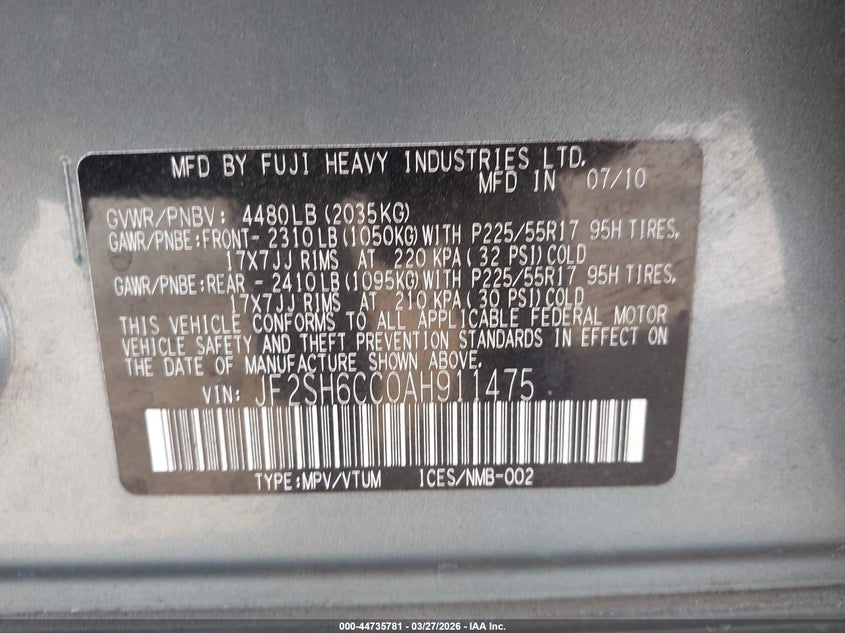 MFD BY FUJI HEAVY INDUSTRIES LTD.
MFD IN 07/10
GVWR/PNBV: 4480LB (2035KG)
GAWR/PNBE:FRONT- 2310LB(1050KG)WITH P225/55R17 95H TIRES,
17X7JJ RIMS AT 220 KPA( 32 PSI)COLD
GAWR/PNBE:REAR - 2410LB(1095KG)WITH P225/55R17 95H TIRES,
17X7JJ RIMS AT 210 KPA( 30 PSI)COLD
THIS VEHICLE CONFORMS TO ALL APPLICABLE FEDERAL MOTOR
VEHICLE SAFETY AND THEFT PREVENTION STANDARDS IN EFFECT ON
THE DATE OF MANUFACTURE SHOWN ABOVE.
VIN: JF2SH6CC0AH911475
TYPE:MPV/VTUM ICES/NMB-002
000-44735781 - 03/27/2026 - IAA Inc.